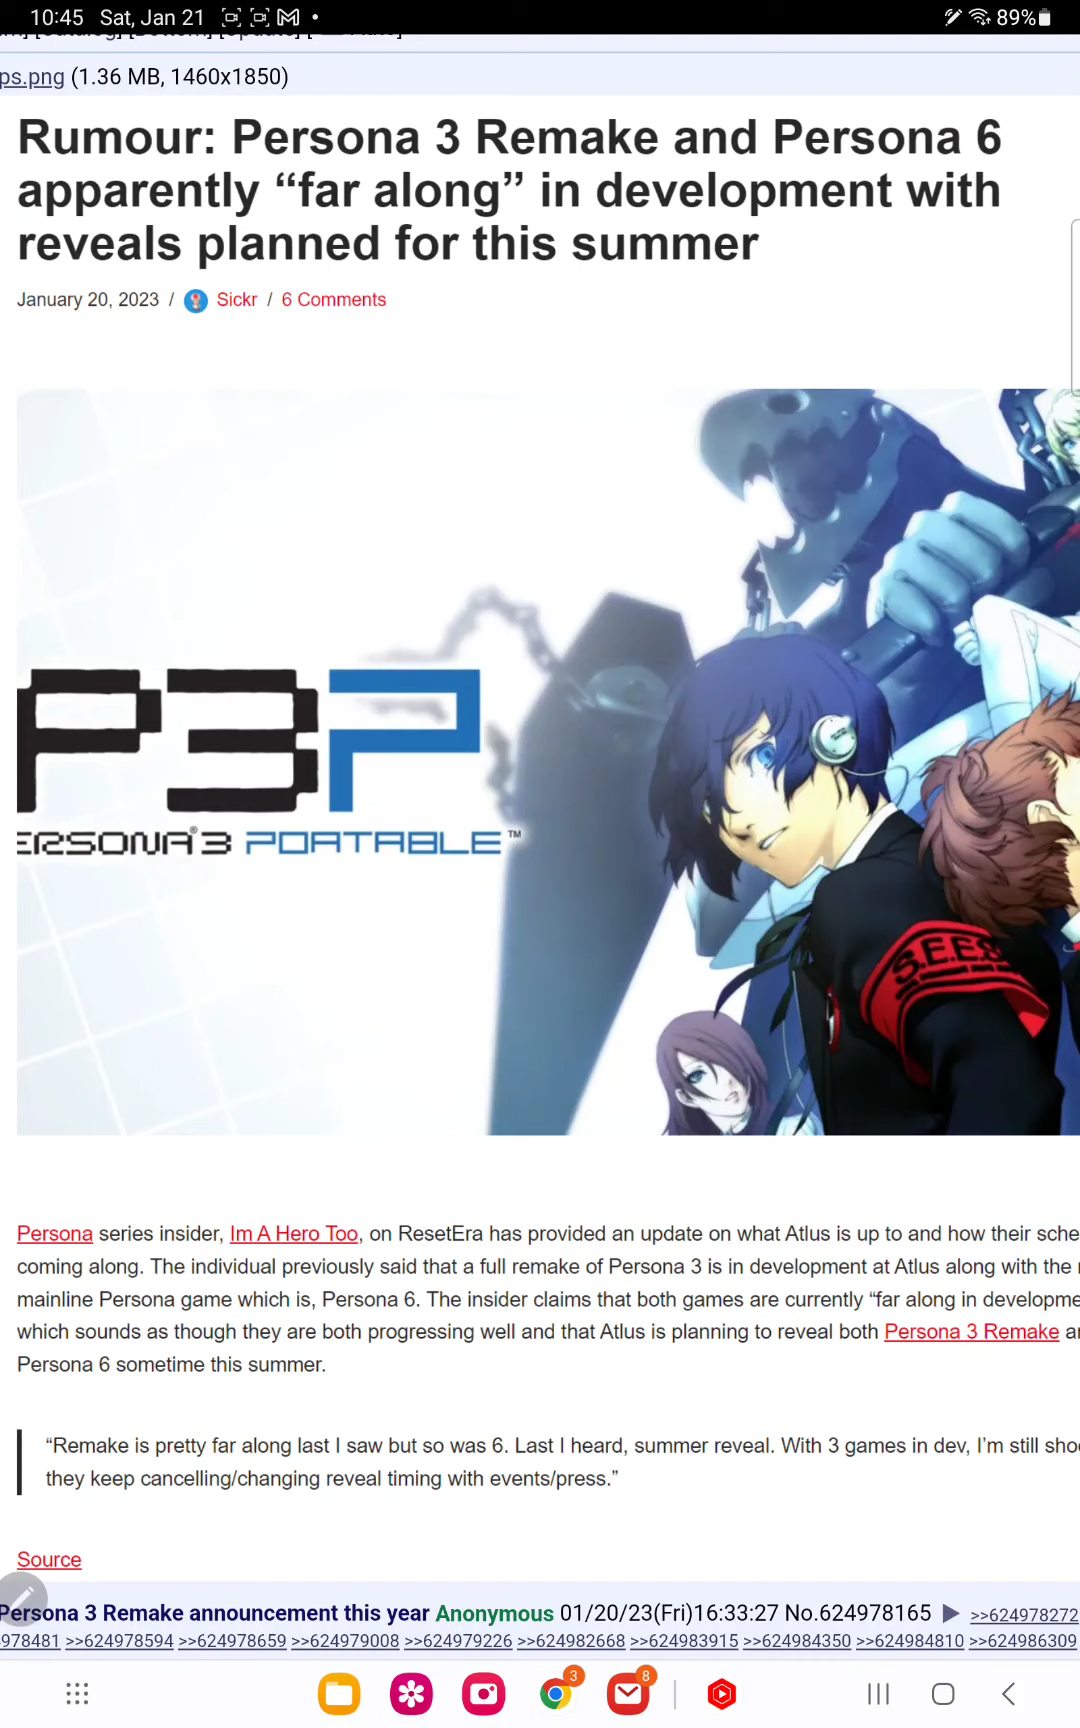 10:45 Sat, Jan 21 89%
ps.png (1.36 MB, 1460x1850)
Rumour: Persona 3 Remake and Persona 6
apparently “far along” in development with
reveals planned for this summer
January 20, 2023 / Sickr / 6 Comments
P3P
ERSONA®3 PORTABLE™
S.E.E.S
Persona series insider, Im A Hero Too, on ResetEra has provided an update on what Atlus is up to and how their sche
coming along. The individual previously said that a full remake of Persona 3 is in development at Atlus along with the
mainline Persona game which is, Persona 6. The insider claims that both games are currently “far along in developme
which sounds as though they are both progressing well and that Atlus is planning to reveal both Persona 3 Remake a
Persona 6 sometime this summer.
“Remake is pretty far along last I saw but so was 6. Last I heard, summer reveal. With 3 games in dev, I’m still sho
they keep cancelling/changing reveal timing with events/press.”
Source
Persona 3 Remake announcement this year Anonymous 01/20/23(Fri)16:33:27 No.624978165 ▶ >>624978272
978481 >>624978594 >>624978659 >>624979008 >>624979226 >>624982668 >>624983915 >>624984350 >>624984810 >>624986309
3 8